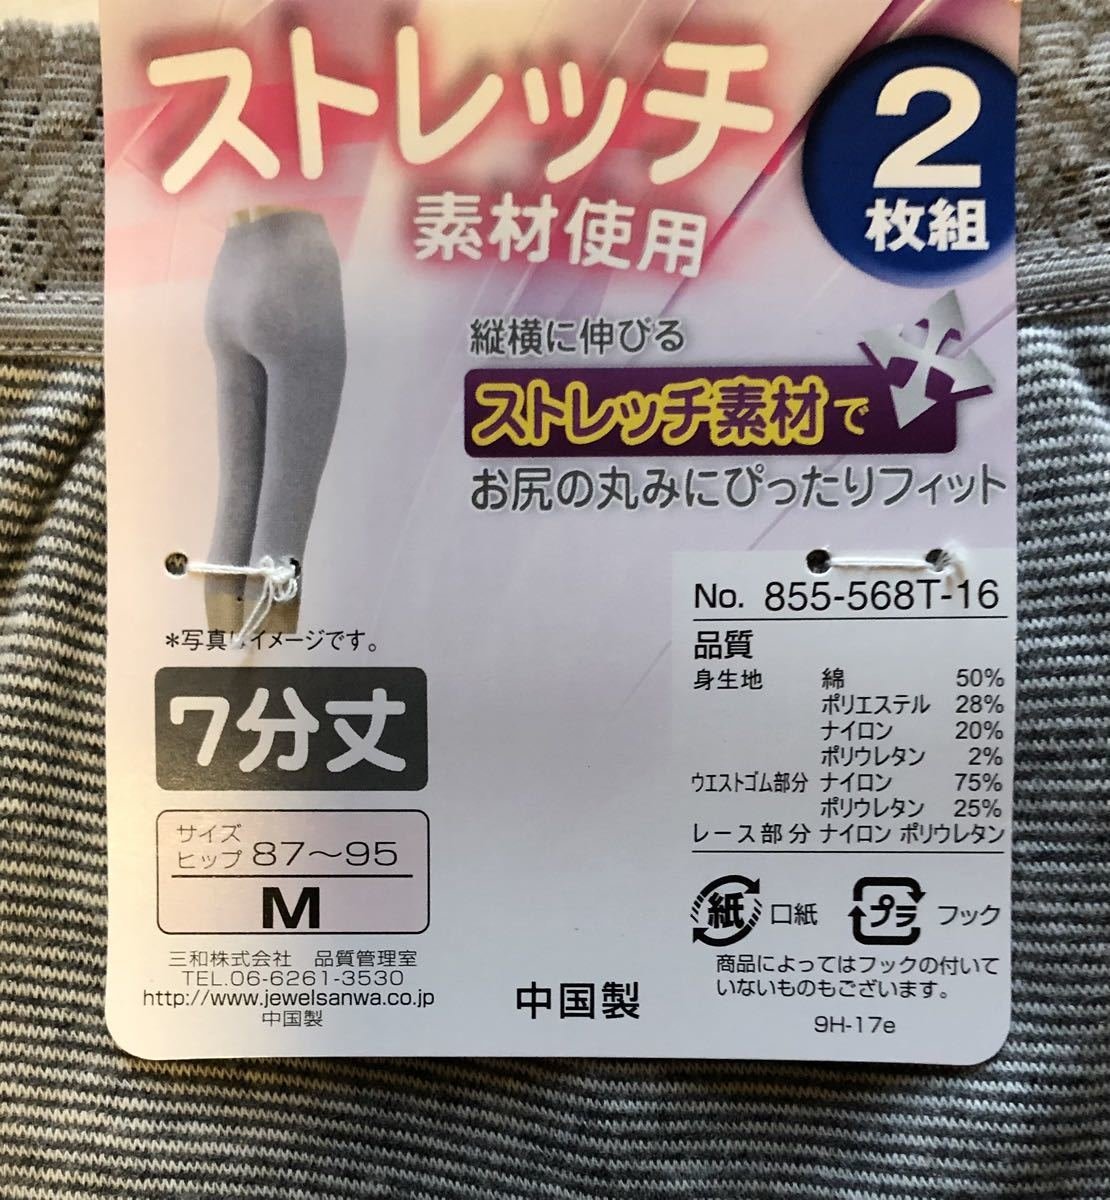 ストレッチ
素材使用
2
枚組
縦横に伸びる
ストレッチ素材で
お尻の丸みにぴったりフィット
*写真はイメージです。
7分丈
サイズ
ヒップ 87～95
M
三和株式会社 品質管理室
TEL.06-6261-3530
http://www.jewelsanwa.co.jp
中国製
中国製
No. 855-568T-16
品質
身生地 綿 50%
ポリエステル 28%
ナイロン 20%
ポリウレタン 2%
ウエストゴム部分 ナイロン 75%
ポリウレタン 25%
レース部分 ナイロン ポリウレタン
紙 口紙 プラ フック
商品によってはフックの付いて
いないものもございます。
9H-17e